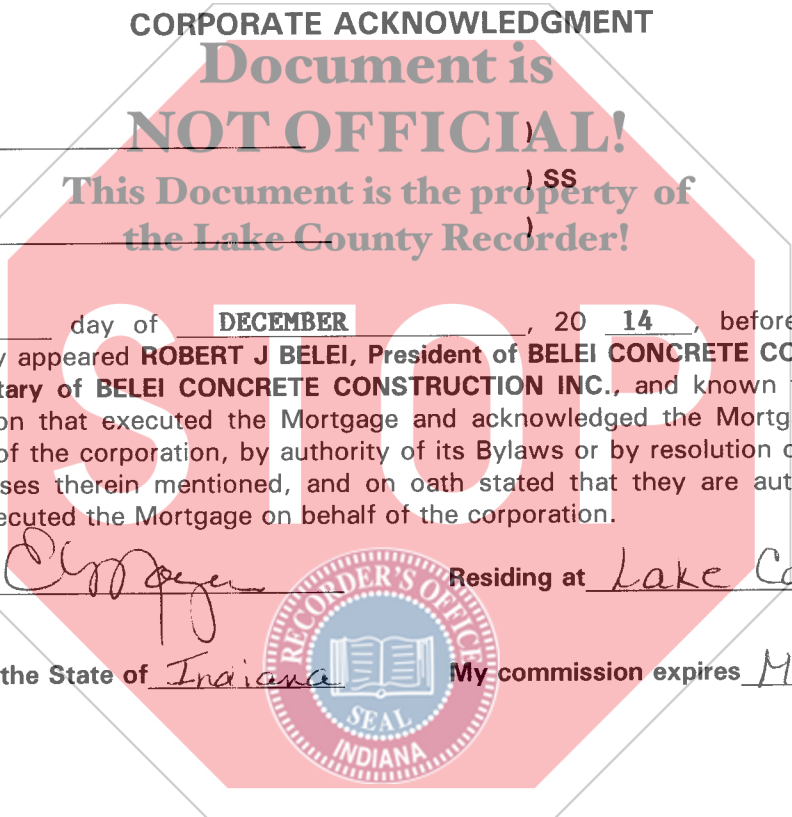 CORPORATE ACKNOWLEDGMENT
Document is
NOT OFFICIAL!
)
This Document is the property of
) SS
the Lake County Recorder!
)
STOP
day of DECEMBER, 20 14, before
y appeared ROBERT J BELEI, President of BELEI CONCRETE CO
tary of BELEI CONCRETE CONSTRUCTION INC., and known
on that executed the Mortgage and acknowledged the Mortg
of the corporation, by authority of its Bylaws or by resolution
ses therein mentioned, and on oath stated that they are aut
ecuted the Mortgage on behalf of the corporation.
Residing at Lake Co
the State of Indiana My commission expires M
RECORDER'S OFFICE
SEAL
INDIANA